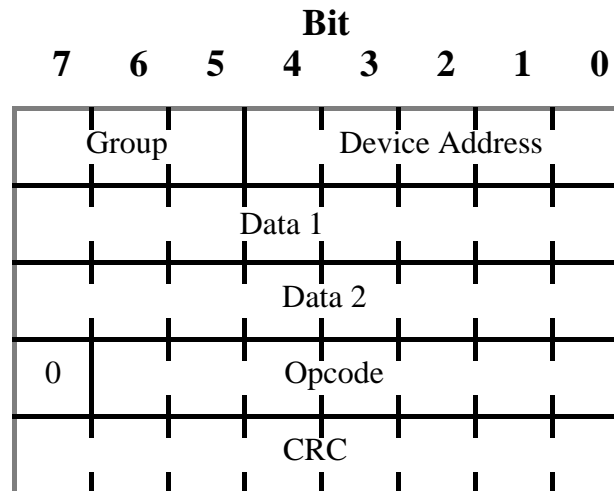 Bit
7 6 5 4 3 2 1 0
Group Device Address
Data 1
Data 2
0 Opcode
CRC